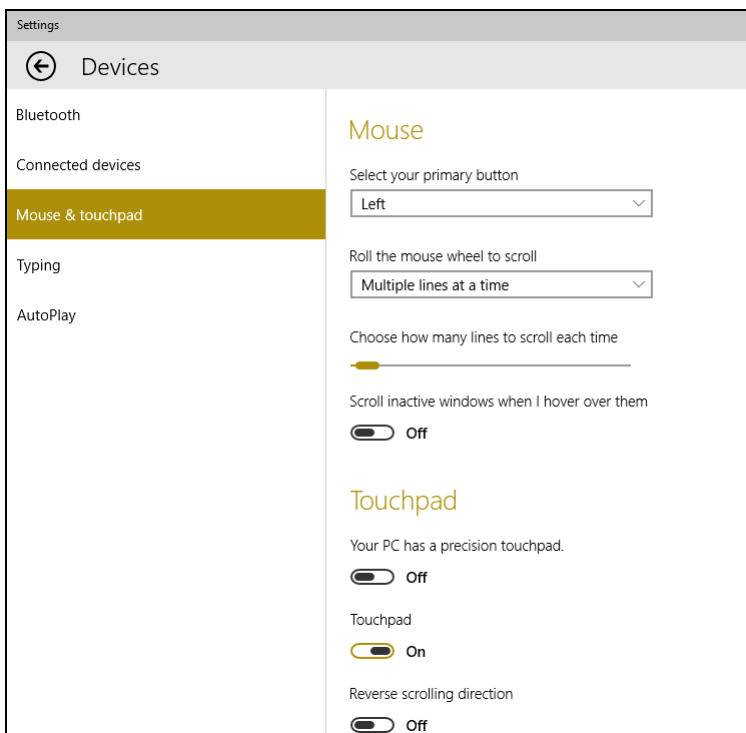 Settings
Devices
Bluetooth
Connected devices
Mouse & touchpad
Typing
AutoPlay
Mouse
Select your primary button
Left
Roll the mouse wheel to scroll
Multiple lines at a time
Choose how many lines to scroll each time
Scroll inactive windows when I hover over them
Off
Touchpad
Your PC has a precision touchpad.
Off
Touchpad
On
Reverse scrolling direction
Off